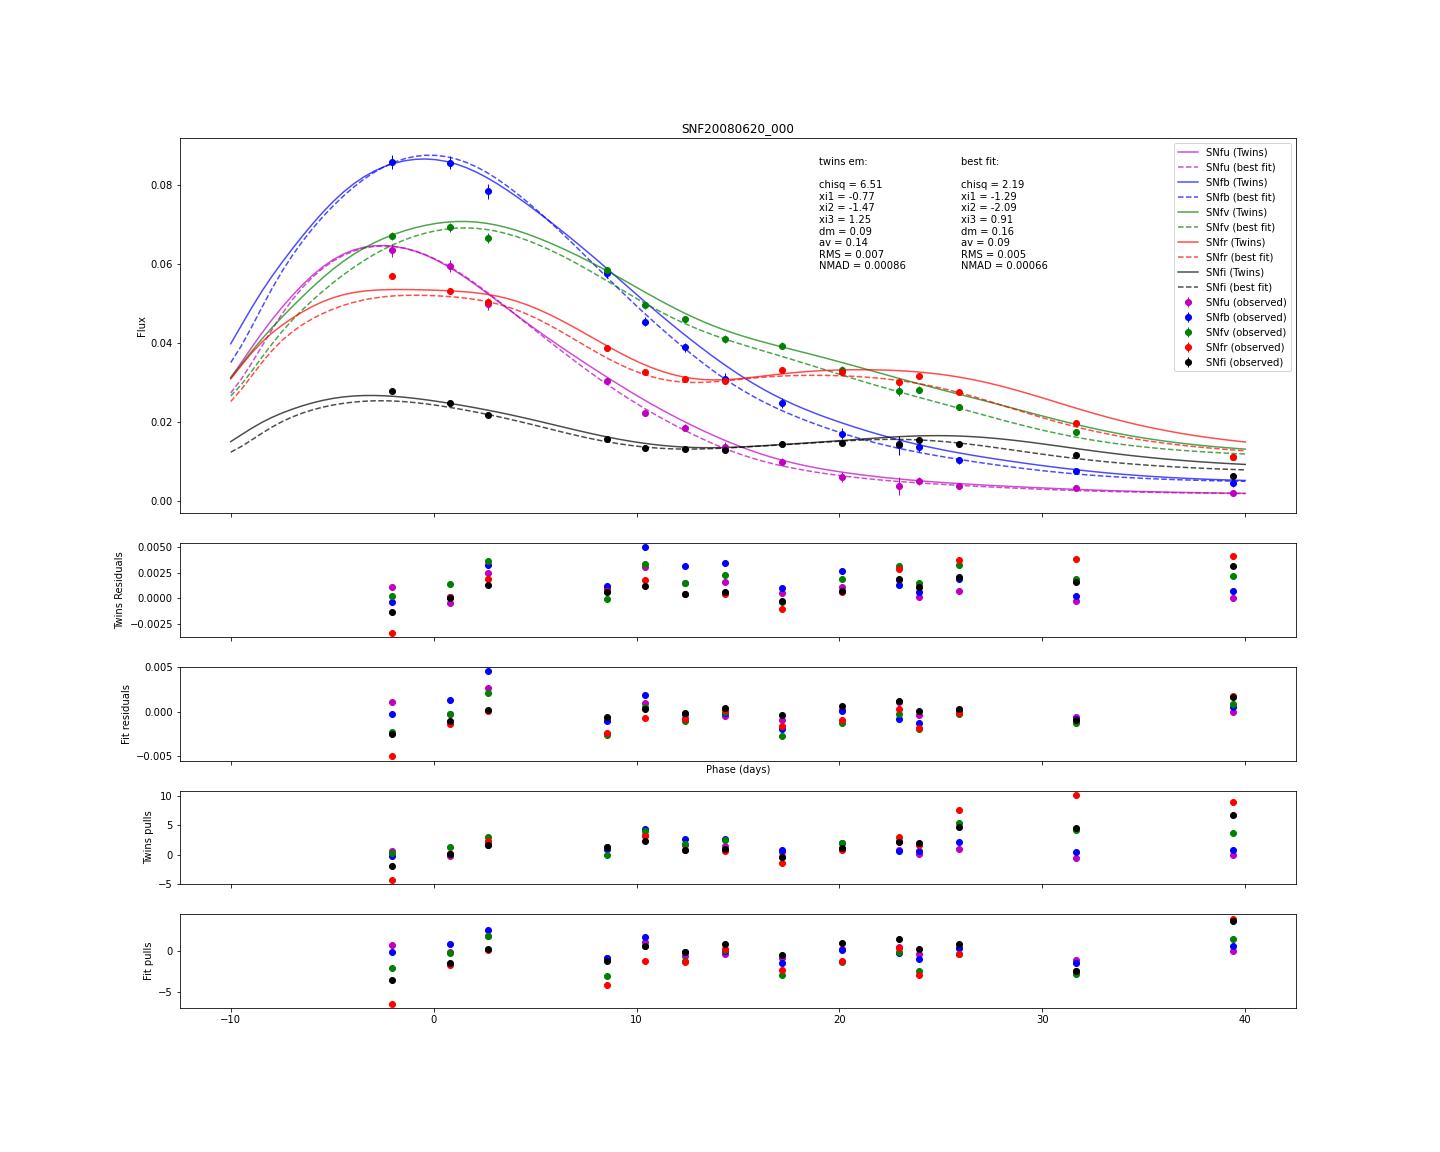 SNF20080620_000
Flux
0.08
0.06
0.04
0.02
0.00
twins em:
chisq = 6.51
xi1 = -0.77
xi2 = -1.47
xi3 = 1.25
dm = 0.09
av = 0.14
RMS = 0.007
NMAD = 0.00086
best fit:
chisq = 2.19
xi1 = -1.29
xi2 = -2.09
xi3 = 0.91
dm = 0.16
av = 0.09
RMS = 0.005
NMAD = 0.00066
SNfu (Twins)
SNfu (best fit)
SNfb (Twins)
SNfb (best fit)
SNfv (Twins)
SNfv (best fit)
SNfr (Twins)
SNfr (best fit)
SNfi (Twins)
SNfi (best fit)
SNfu (observed)
SNfb (observed)
SNfv (observed)
SNfr (observed)
SNfi (observed)
Twins Residuals
0.0050
0.0025
0.0000
−0.0025
Fit residuals
0.005
0.000
−0.005
Phase (days)
Twins pulls
10
5
0
−5
Fit pulls
0
−5
−10 0 10 20 30 40